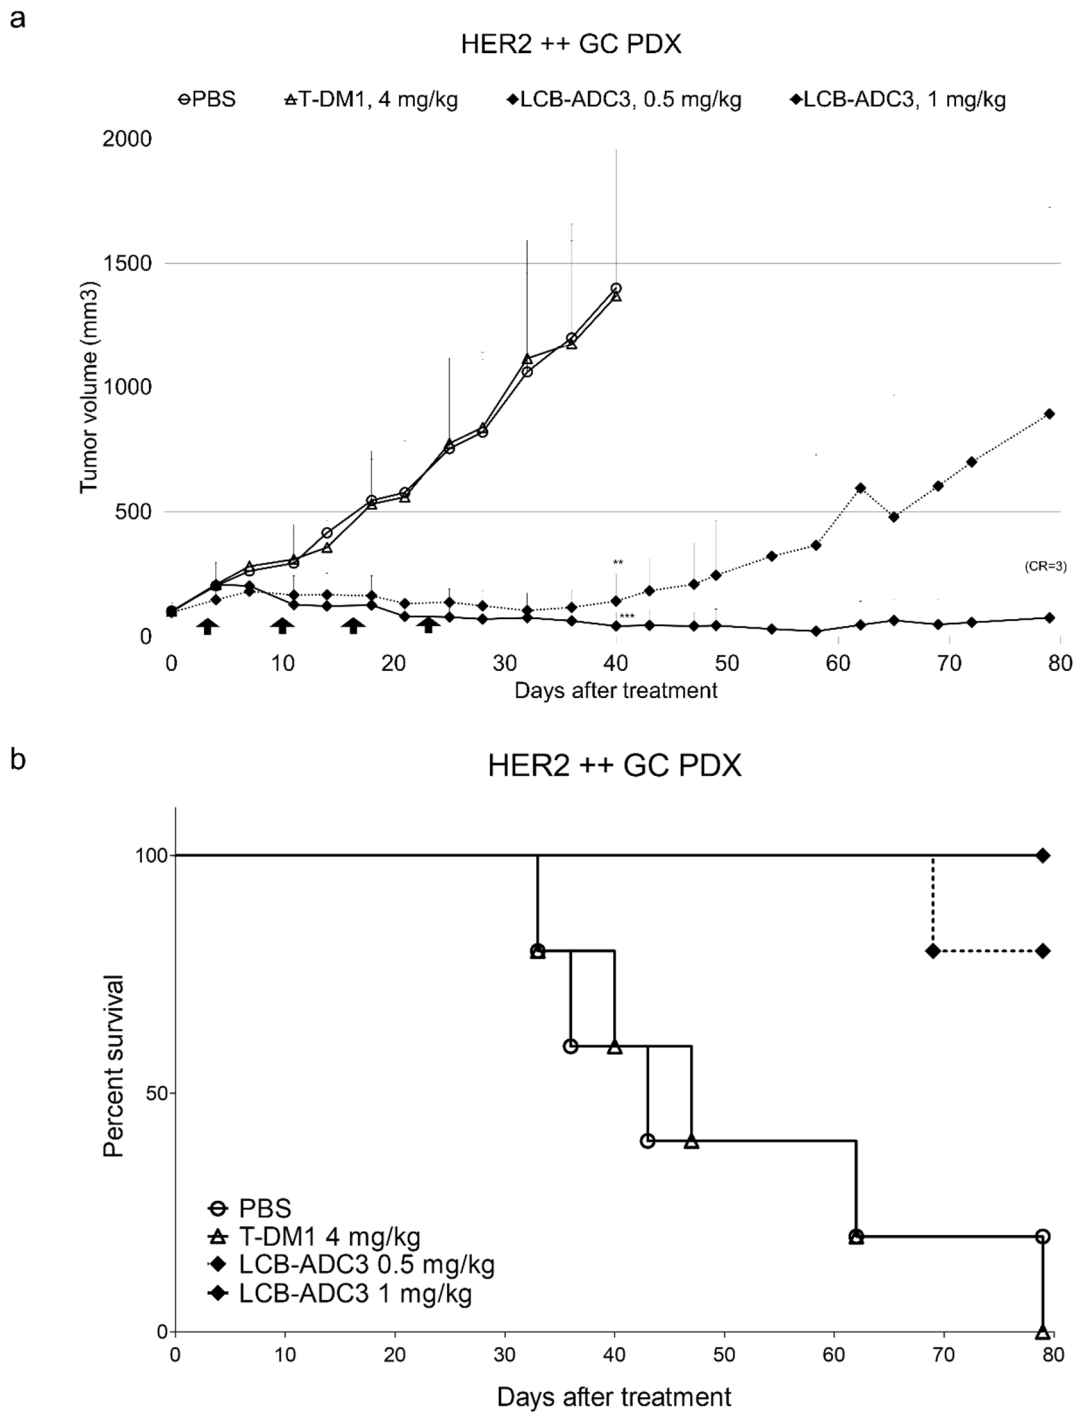 a
HER2 ++ GC PDX
PBS T-DM1, 4 mg/kg LCB-ADC3, 0.5 mg/kg LCB-ADC3, 1 mg/kg
2000
1500
1000
500
0
Tumor volume (mm3)
**
***
(CR=3)
0 10 20 30 40 50 60 70 80
Days after treatment
b
HER2 ++ GC PDX
100
50
0
Percent survival
PBS
T-DM1 4 mg/kg
LCB-ADC3 0.5 mg/kg
LCB-ADC3 1 mg/kg
0 10 20 30 40 50 60 70 80
Days after treatment